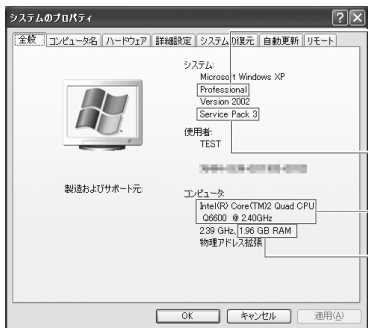 システムのプロパティ
全般 コンピュータ名 ハードウェア 詳細設定 システムの復元 自動更新 リモート
システム:
Microsoft Windows XP
Professional
Version 2002
Service Pack 3
使用者:
TEST
製造およびサポート元:
コンピュータ:
Intel(R) Core(TM)2 Quad CPU
Q6600 @ 2.40GHz
2.39 GHz, 1.96 GB RAM
物理アドレス拡張
OK キャンセル 適用(A)